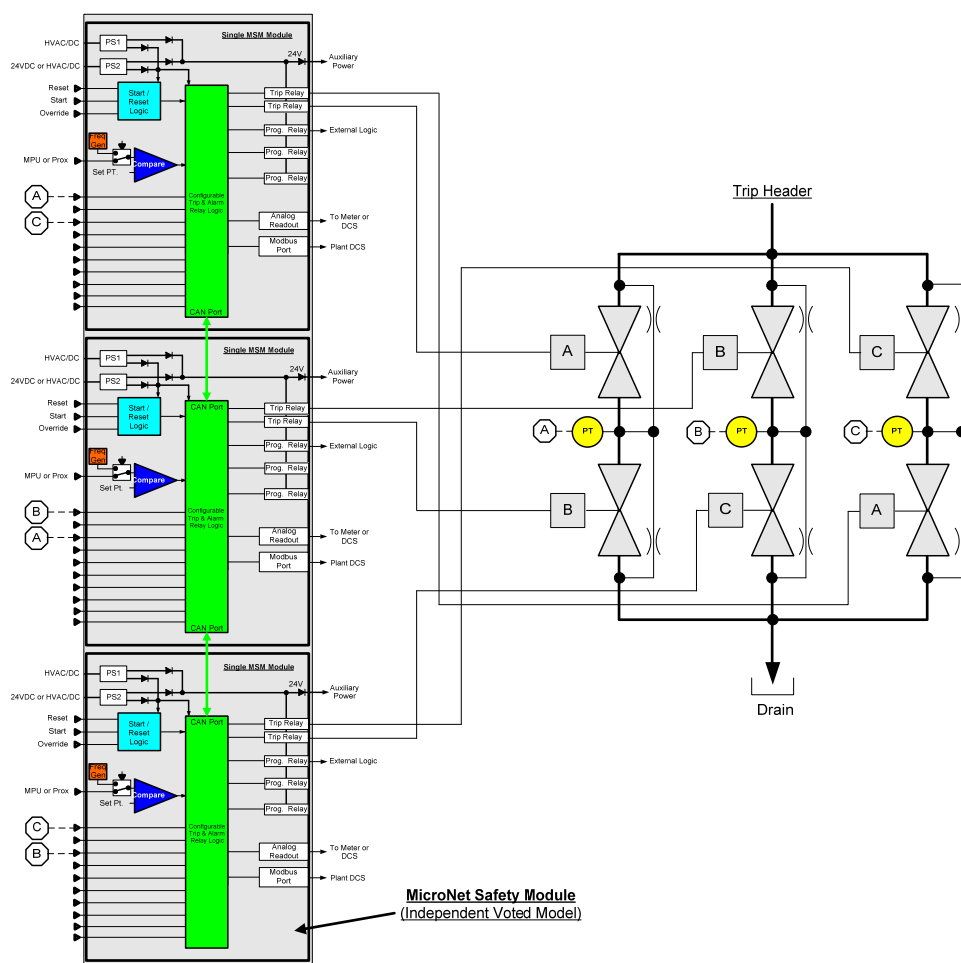 Single MSM Module
HVAC/DC
PS1
24V
Auxiliary
Power
24VDC or HVAC/DC
PS2
Reset
Start
Override
Start /
Reset
Logic
Trip Relay
Trip Relay
Freq
Gen
Prog. Relay
External Logic
MPU or Prox
Set PT.
Compare
Prog. Relay
Prog. Relay
A
C
Configurable
Trip & Alarm
Relay Logic
Analog
Readout
To Meter or
DCS
Modbus
Port
Plant DCS
CAN Port
Single MSM Module
HVAC/DC
PS1
24V
Auxiliary
Power
24VDC or HVAC/DC
PS2
Reset
Start
Override
Start /
Reset
Logic
CAN Port
Trip Relay
Trip Relay
Freq
Gen
Prog. Relay
External Logic
MPU or Prox
Set Pt.
Compare
Prog. Relay
Prog. Relay
B
A
Configurable
Trip & Alarm
Relay Logic
Analog
Readout
To Meter or
DCS
Modbus
Port
Plant DCS
CAN Port
Single MSM Module
HVAC/DC
PS1
24V
Auxiliary
Power
24VDC or HVAC/DC
PS2
Reset
Start
Override
Start /
Reset
Logic
CAN Port
Trip Relay
Trip Relay
Freq
Gen
Prog. Relay
External Logic
MPU or Prox
Set Pt.
Compare
Prog. Relay
Prog. Relay
C
B
Configurable
Trip & Alarm
Relay Logic
Analog
Readout
To Meter or
DCS
Modbus
Port
Plant DCS
MicroNet Safety Module
(Independent Voted Model)
Trip Header
A
B
C
A
PT
B
PT
C
PT
B
C
A
Drain